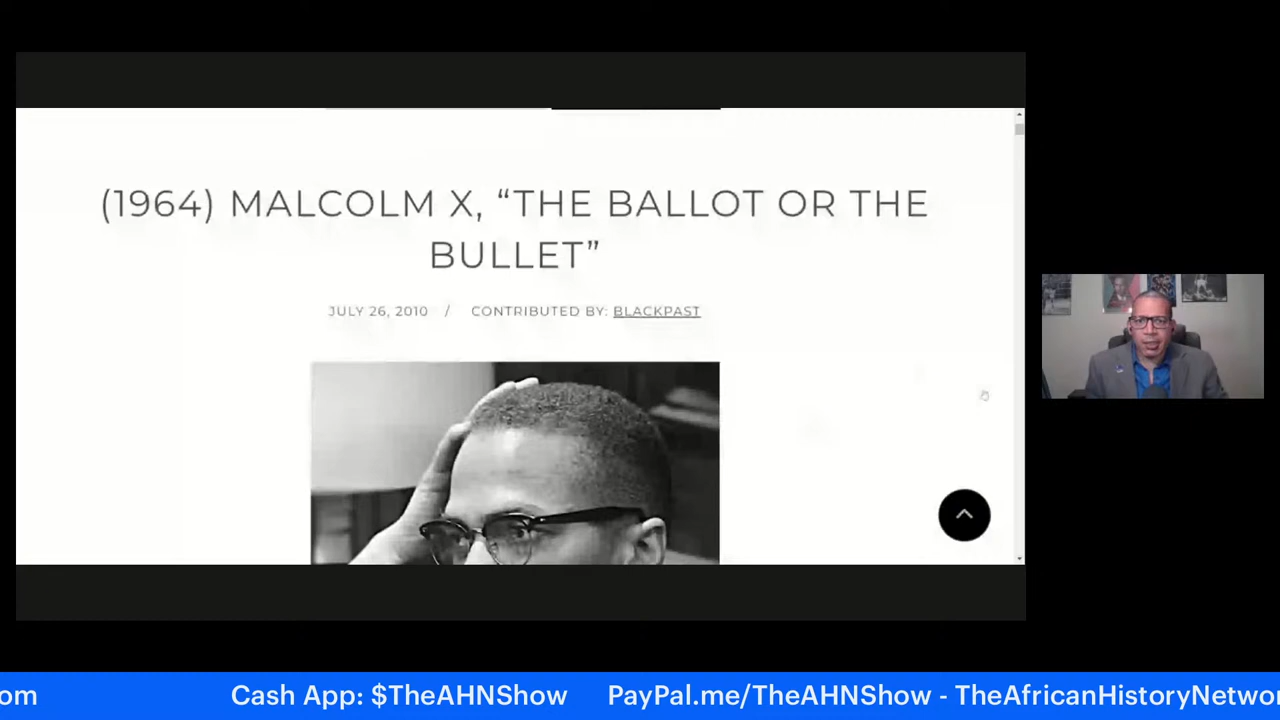 (1964) MALCOLM X, “THE BALLOT OR THE
BULLET”
JULY 26, 2010 / CONTRIBUTED BY: BLACKPAST
om Cash App: $TheAHNShow PayPal.me/TheAHNShow - TheAfricanHistoryNetwor